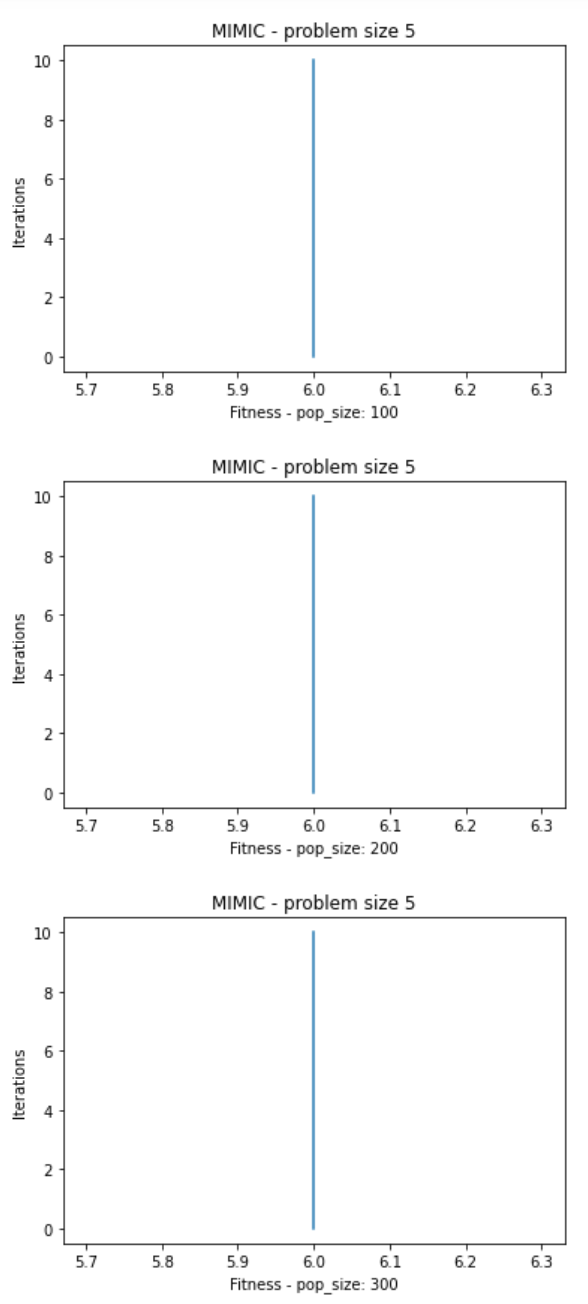 MIMIC - problem size 5
10
8
6
4
2
0
Iterations
5.7 5.8 5.9 6.0 6.1 6.2 6.3
Fitness - pop_size: 100
MIMIC - problem size 5
10
8
6
4
2
0
Iterations
5.7 5.8 5.9 6.0 6.1 6.2 6.3
Fitness - pop_size: 200
MIMIC - problem size 5
10
8
6
4
2
0
Iterations
5.7 5.8 5.9 6.0 6.1 6.2 6.3
Fitness - pop_size: 300